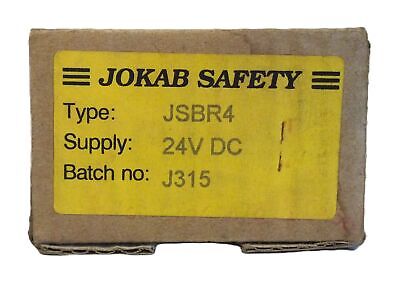 JOKAB SAFETY
Type: JSBR4
Supply: 24V DC
Batch no: J315